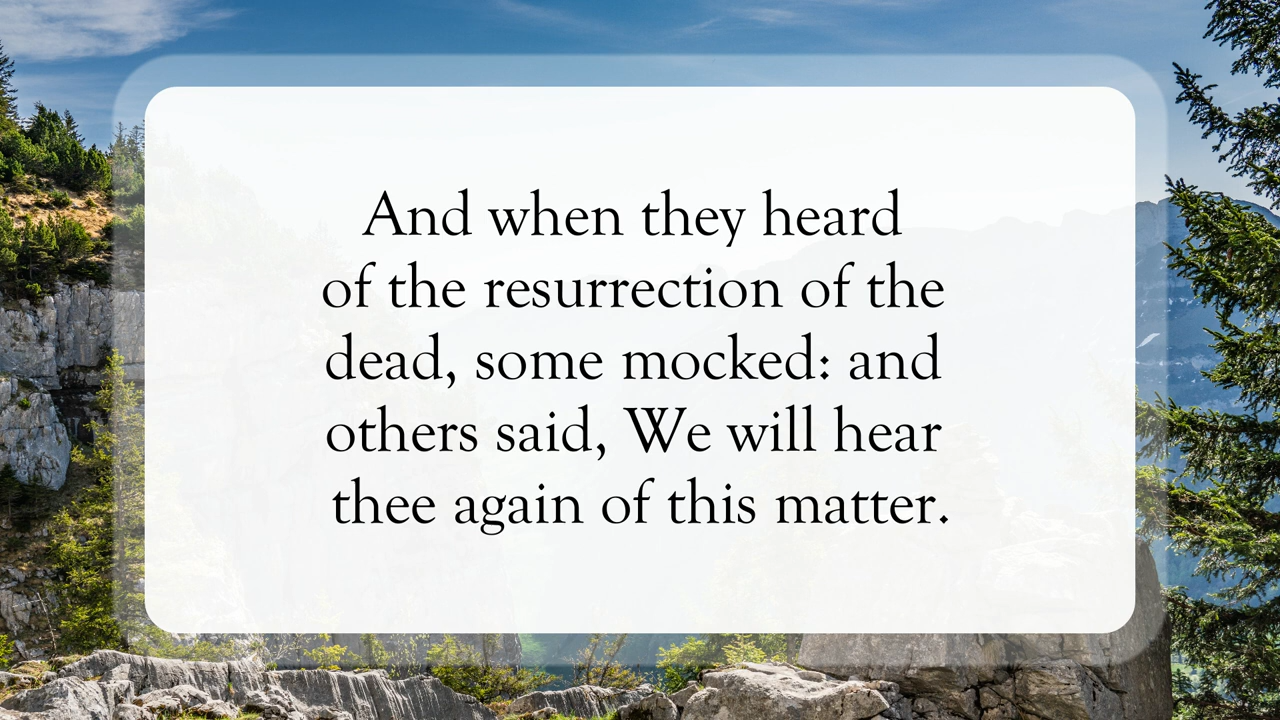 And when they heard
of the resurrection of the
dead, some mocked: and
others said, We will hear
thee again of this matter.